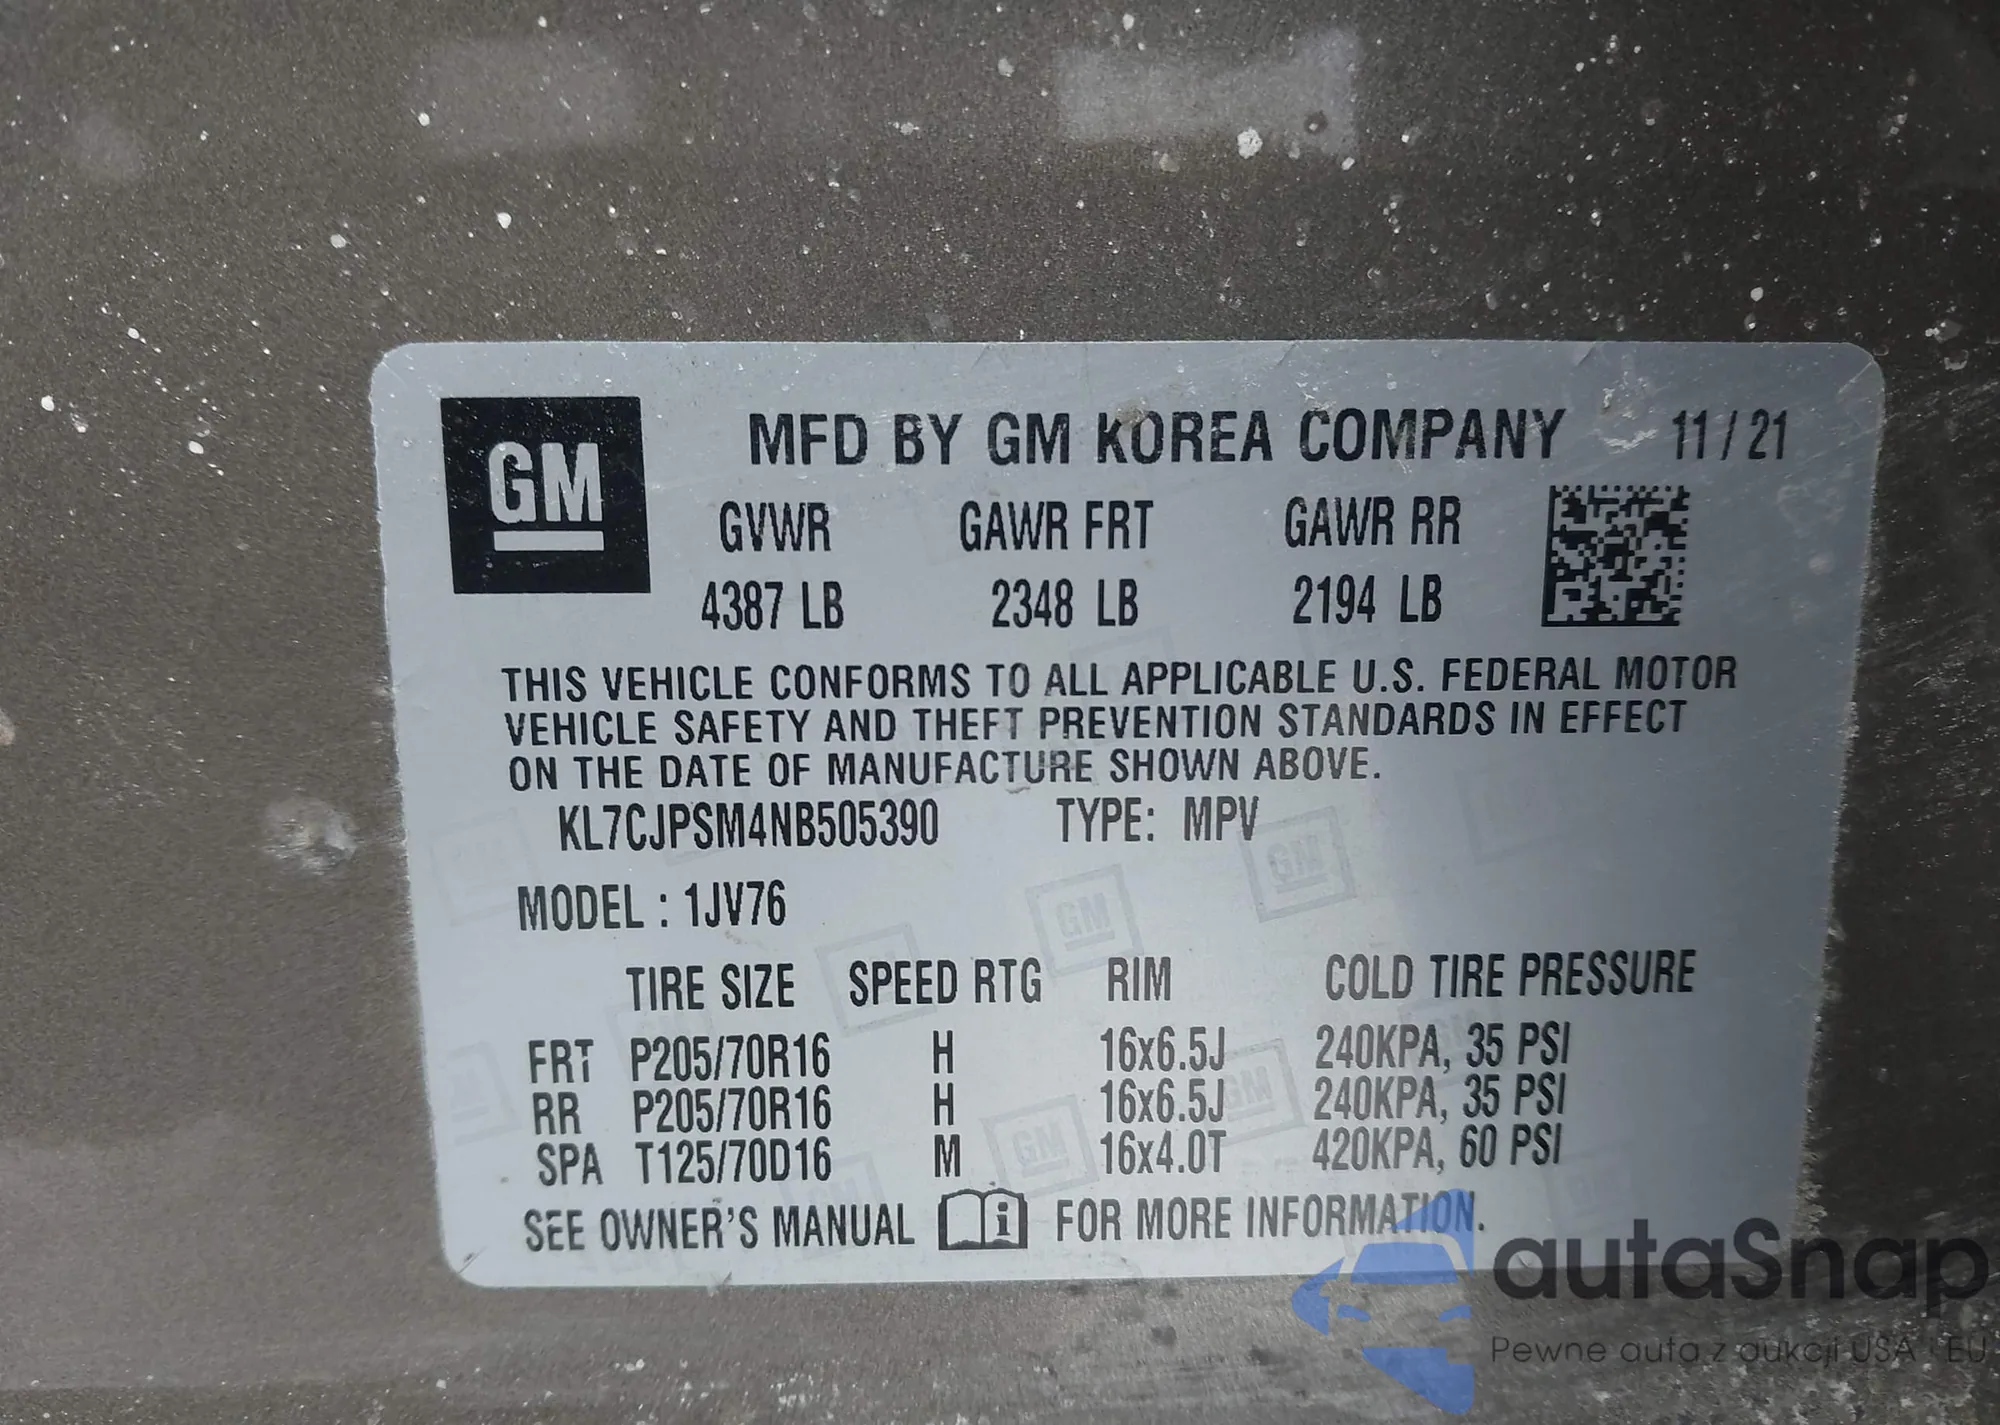 GM
MFD BY GM KOREA COMPANY 11/21
GVWR GAWR FRT GAWR RR
4387 LB 2348 LB 2194 LB
THIS VEHICLE CONFORMS TO ALL APPLICABLE U.S. FEDERAL MOTOR
VEHICLE SAFETY AND THEFT PREVENTION STANDARDS IN EFFECT
ON THE DATE OF MANUFACTURE SHOWN ABOVE.
KL7CJPSM4NB505390 TYPE: MPV
MODEL : 1JV76
TIRE SIZE SPEED RTG RIM COLD TIRE PRESSURE
FRT P205/70R16 H 16x6.5J 240KPA, 35 PSI
RR P205/70R16 H 16x6.5J 240KPA, 35 PSI
SPA T125/70D16 M 16x4.0T 420KPA, 60 PSI
SEE OWNER'S MANUAL i FOR MORE INFORMATION.
autaSnap
Pewne auta z aukcji USA i EU